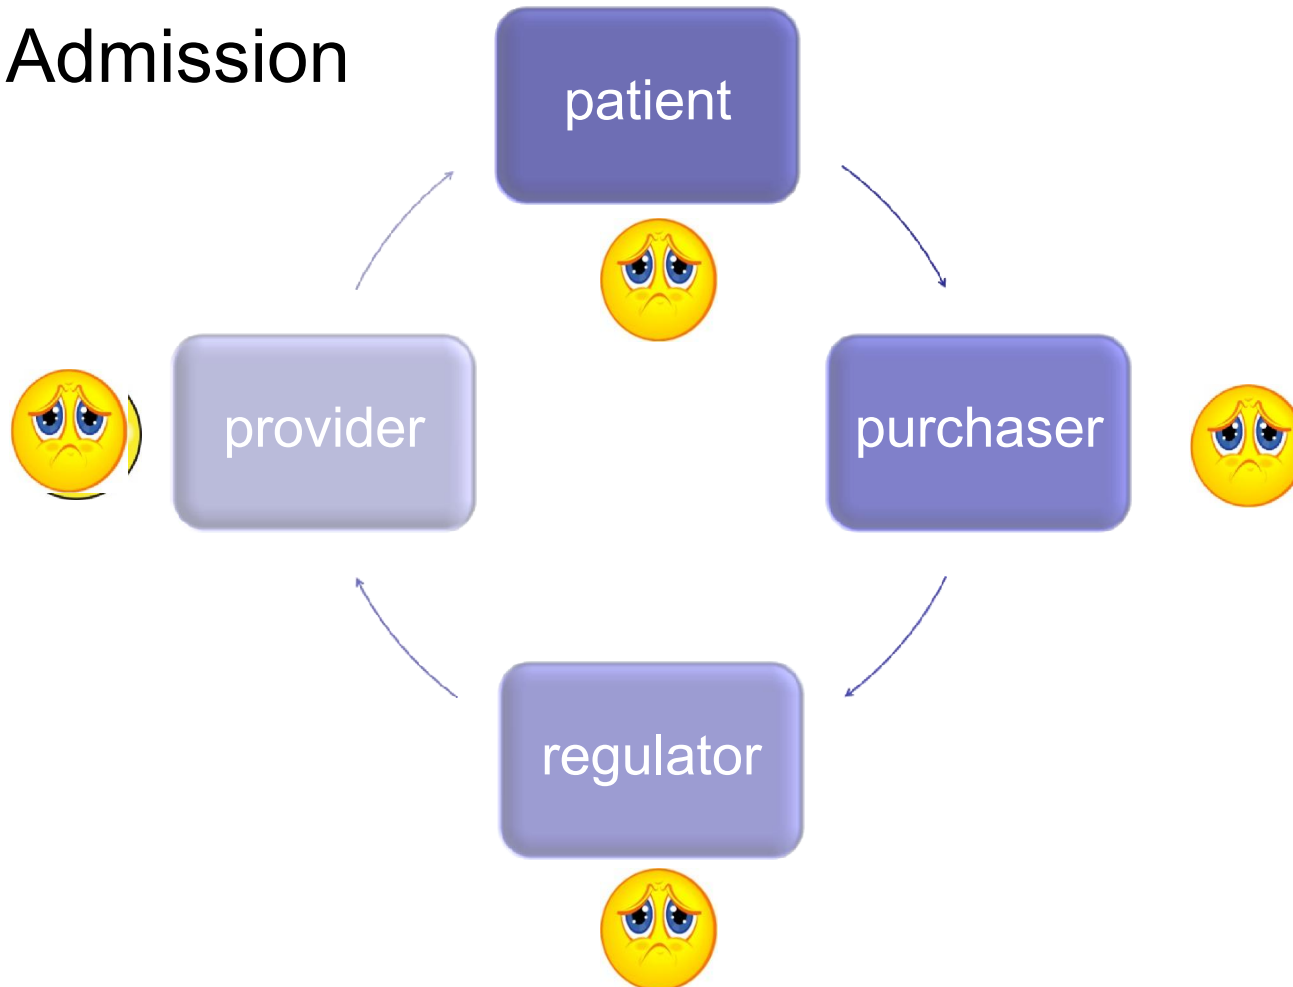 Admission
patient
provider
purchaser
regulator